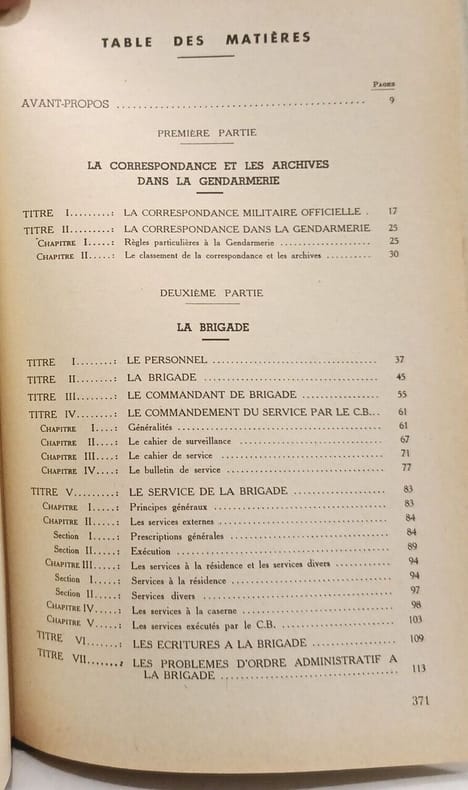 TABLE DES MATIÈRES
PAGES
AVANT-PROPOS ........................................ 9
PREMIÈRE PARTIE
LA CORRESPONDANCE ET LES ARCHIVES
DANS LA GENDARMERIE
TITRE I.........: LA CORRESPONDANCE MILITAIRE OFFICIELLE . 17
TITRE II........: LA CORRESPONDANCE DANS LA GENDARMERIE 25
CHAPITRE I.....: Règles particulières à la Gendarmerie .................... 25
CHAPITRE II.....: Le classement de la correspondance et les archives .......... 30
DEUXIÈME PARTIE
LA BRIGADE
TITRE I........: LE PERSONNEL ................................ 37
TITRE II........: LA BRIGADE ................................ 45
TITRE III........: LE COMMANDANT DE BRIGADE ............... 55
TITRE IV........: LE COMMANDEMENT DU SERVICE PAR LE C.B... 61
CHAPITRE I....: Généralités ........................................ 61
CHAPITRE II....: Le cahier de surveillance .............................. 67
CHAPITRE III....: Le cahier de service ................................ 71
CHAPITRE IV....: Le bulletin de service ................................ 77
TITRE V.........: LE SERVICE DE LA BRIGADE .................. 83
CHAPITRE I.....: Principes généraux .................................. 83
CHAPITRE II.....: Les services externes ................................ 84
Section I.....: Prescriptions générales ................................ 84
Section II.....: Exécution ........................................ 89
CHAPITRE III....: Les services à la résidence et les services divers .......... 94
Section I.....: Services à la résidence ................................ 94
Section II.....: Services divers .................................... 97
CHAPITRE IV....: Les services à la caserne .............................. 98
CHAPITRE V.....: Les services exécutés par le C.B. ...................... 103
TITRE VI.......: LES ECRITURES A LA BRIGADE ................ 109
TITRE VII.......: LES PROBLEMES D'ORDRE ADMINISTRATIF A
LA BRIGADE .................................. 113
371